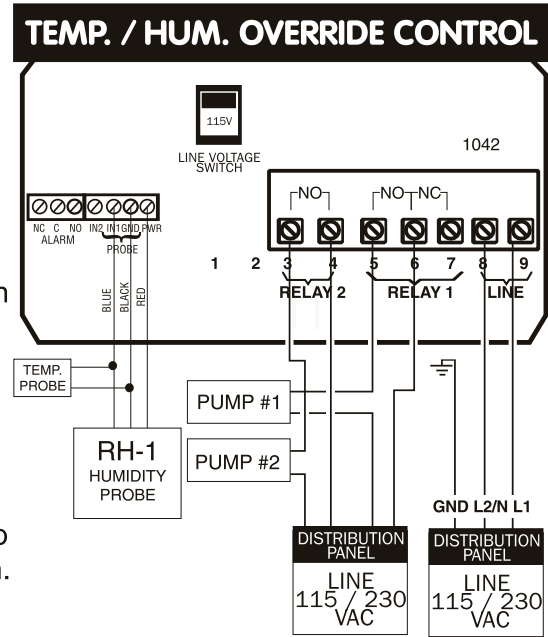 TEMP. / HUM. OVERRIDE CONTROL
115V
LINE VOLTAGE
SWITCH
1042
NO NO NC
NC C NO IN2 IN1 GND PWR
ALARM
PROBE
1 2 3 4 5 6 7 8 9
RELAY 2 RELAY 1 LINE
n
BLUE
BLACK
RED
TEMP.
PROBE
PUMP #1
RH-1
HUMIDITY
PROBE
PUMP #2
GND L2/N L1
o
n.
DISTRIBUTION
PANEL
LINE
115 / 230
VAC
DISTRIBUTION
PANEL
LINE
115 / 230
VAC